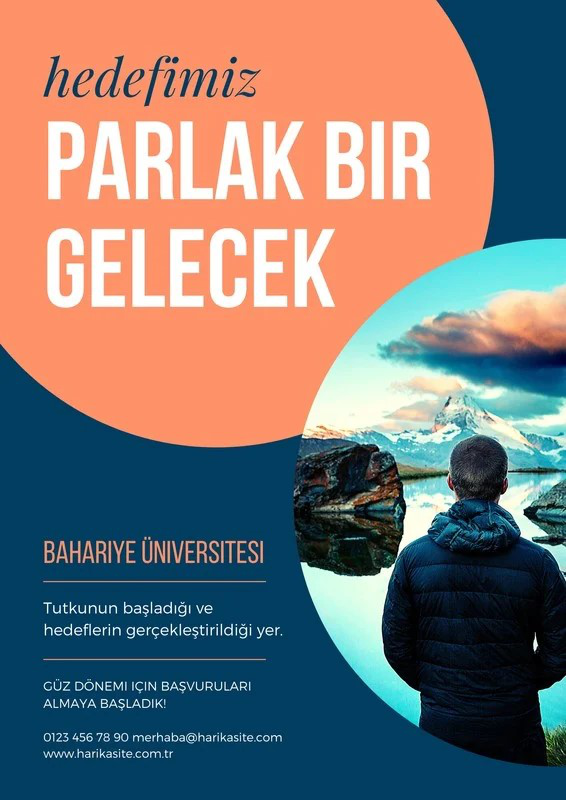 hedefimiz
PARLAK BIR
GELECEK
BAHARIYE ÜNIVERSITESI
Tutkunun başladığı ve
hedeflerin gerçekleştirildiği yer.
GÜZ DÖNEMI IÇIN BAŞVURULARI
ALMAYA BAŞLADIK!
0123 456 78 90 merhaba@harikasite.com
www.harikasite.com.tr